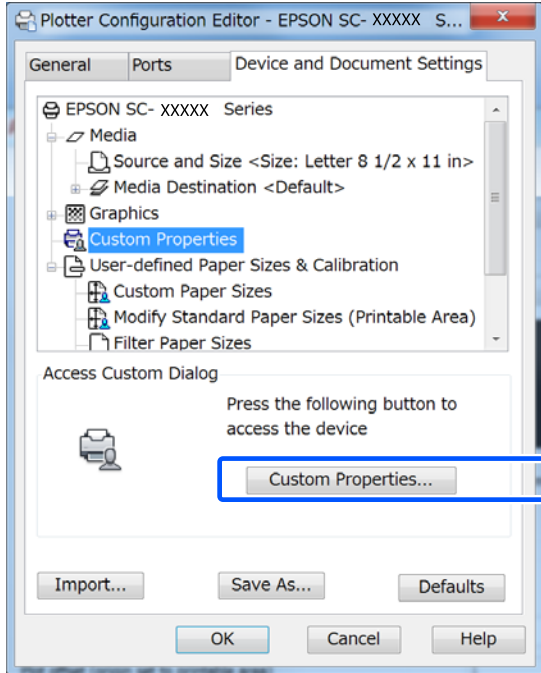 Plotter Configuration Editor - EPSON SC- XXXXX S...
General Ports Device and Document Settings
EPSON SC- XXXXX Series
Media
Source and Size <Size: Letter 8 1/2 x 11 in>
Media Destination <Default>
Graphics
Custom Properties
User-defined Paper Sizes & Calibration
Custom Paper Sizes
Modify Standard Paper Sizes (Printable Area)
Filter Paper Sizes
Access Custom Dialog
Press the following button to
access the device
Custom Properties...
Import... Save As... Defaults
OK Cancel Help